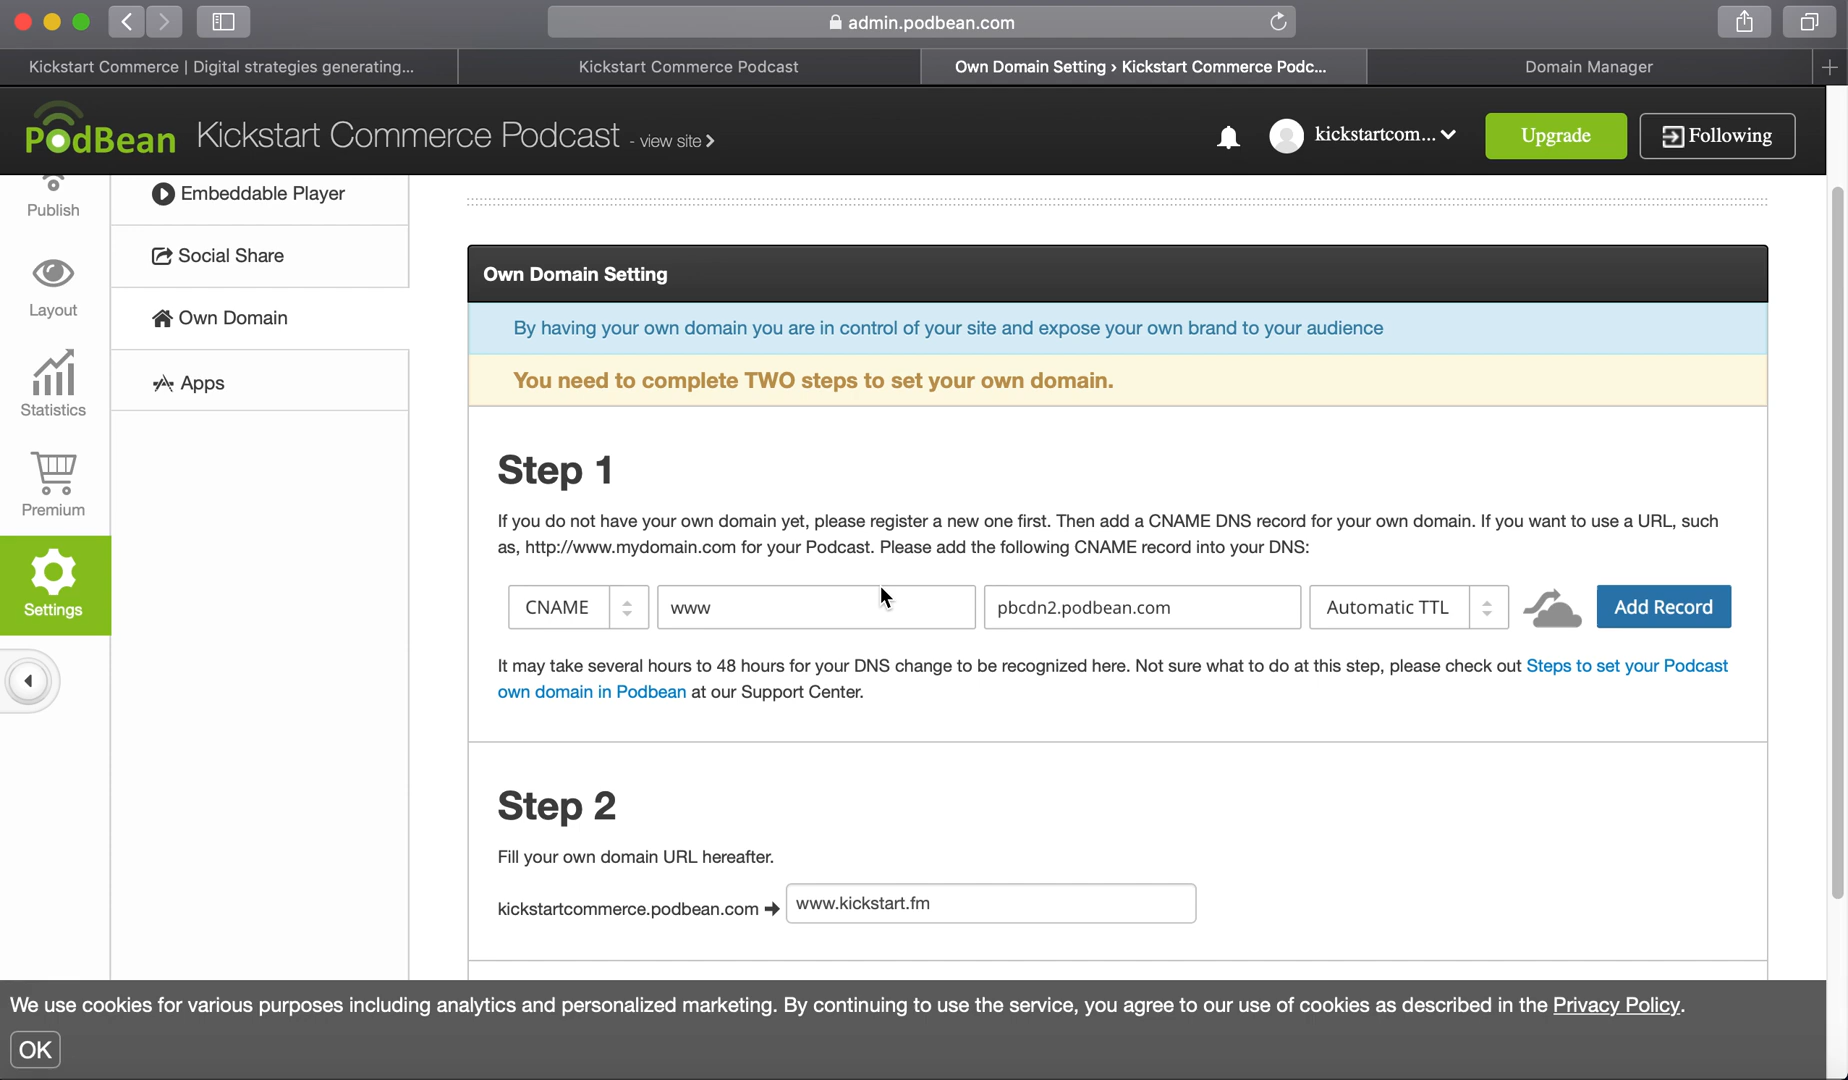 admin.podbean.com
Kickstart Commerce | Digital strategies generating...
Kickstart Commerce Podcast
Own Domain Setting › Kickstart Commerce Podc...
Domain Manager
PodBean
Kickstart Commerce Podcast - view site
kickstartcom...
Upgrade
Following
Publish
Layout
Statistics
Premium
Settings
Embeddable Player
Social Share
Own Domain
Apps
Own Domain Setting
By having your own domain you are in control of your site and expose your own brand to your audience
You need to complete TWO steps to set your own domain.
Step 1
If you do not have your own domain yet, please register a new one first. Then add a CNAME DNS record for your own domain. If you want to use a URL, such
as, http://www.mydomain.com for your Podcast. Please add the following CNAME record into your DNS:
CNAME www pbcdn2.podbean.com Automatic TTL Add Record
It may take several hours to 48 hours for your DNS change to be recognized here. Not sure what to do at this step, please check out Steps to set your Podcast
own domain in Podbean at our Support Center.
Step 2
Fill your own domain URL hereafter.
kickstartcommerce.podbean.com www.kickstart.fm
We use cookies for various purposes including analytics and personalized marketing. By continuing to use the service, you agree to our use of cookies as described in the Privacy Policy.
OK